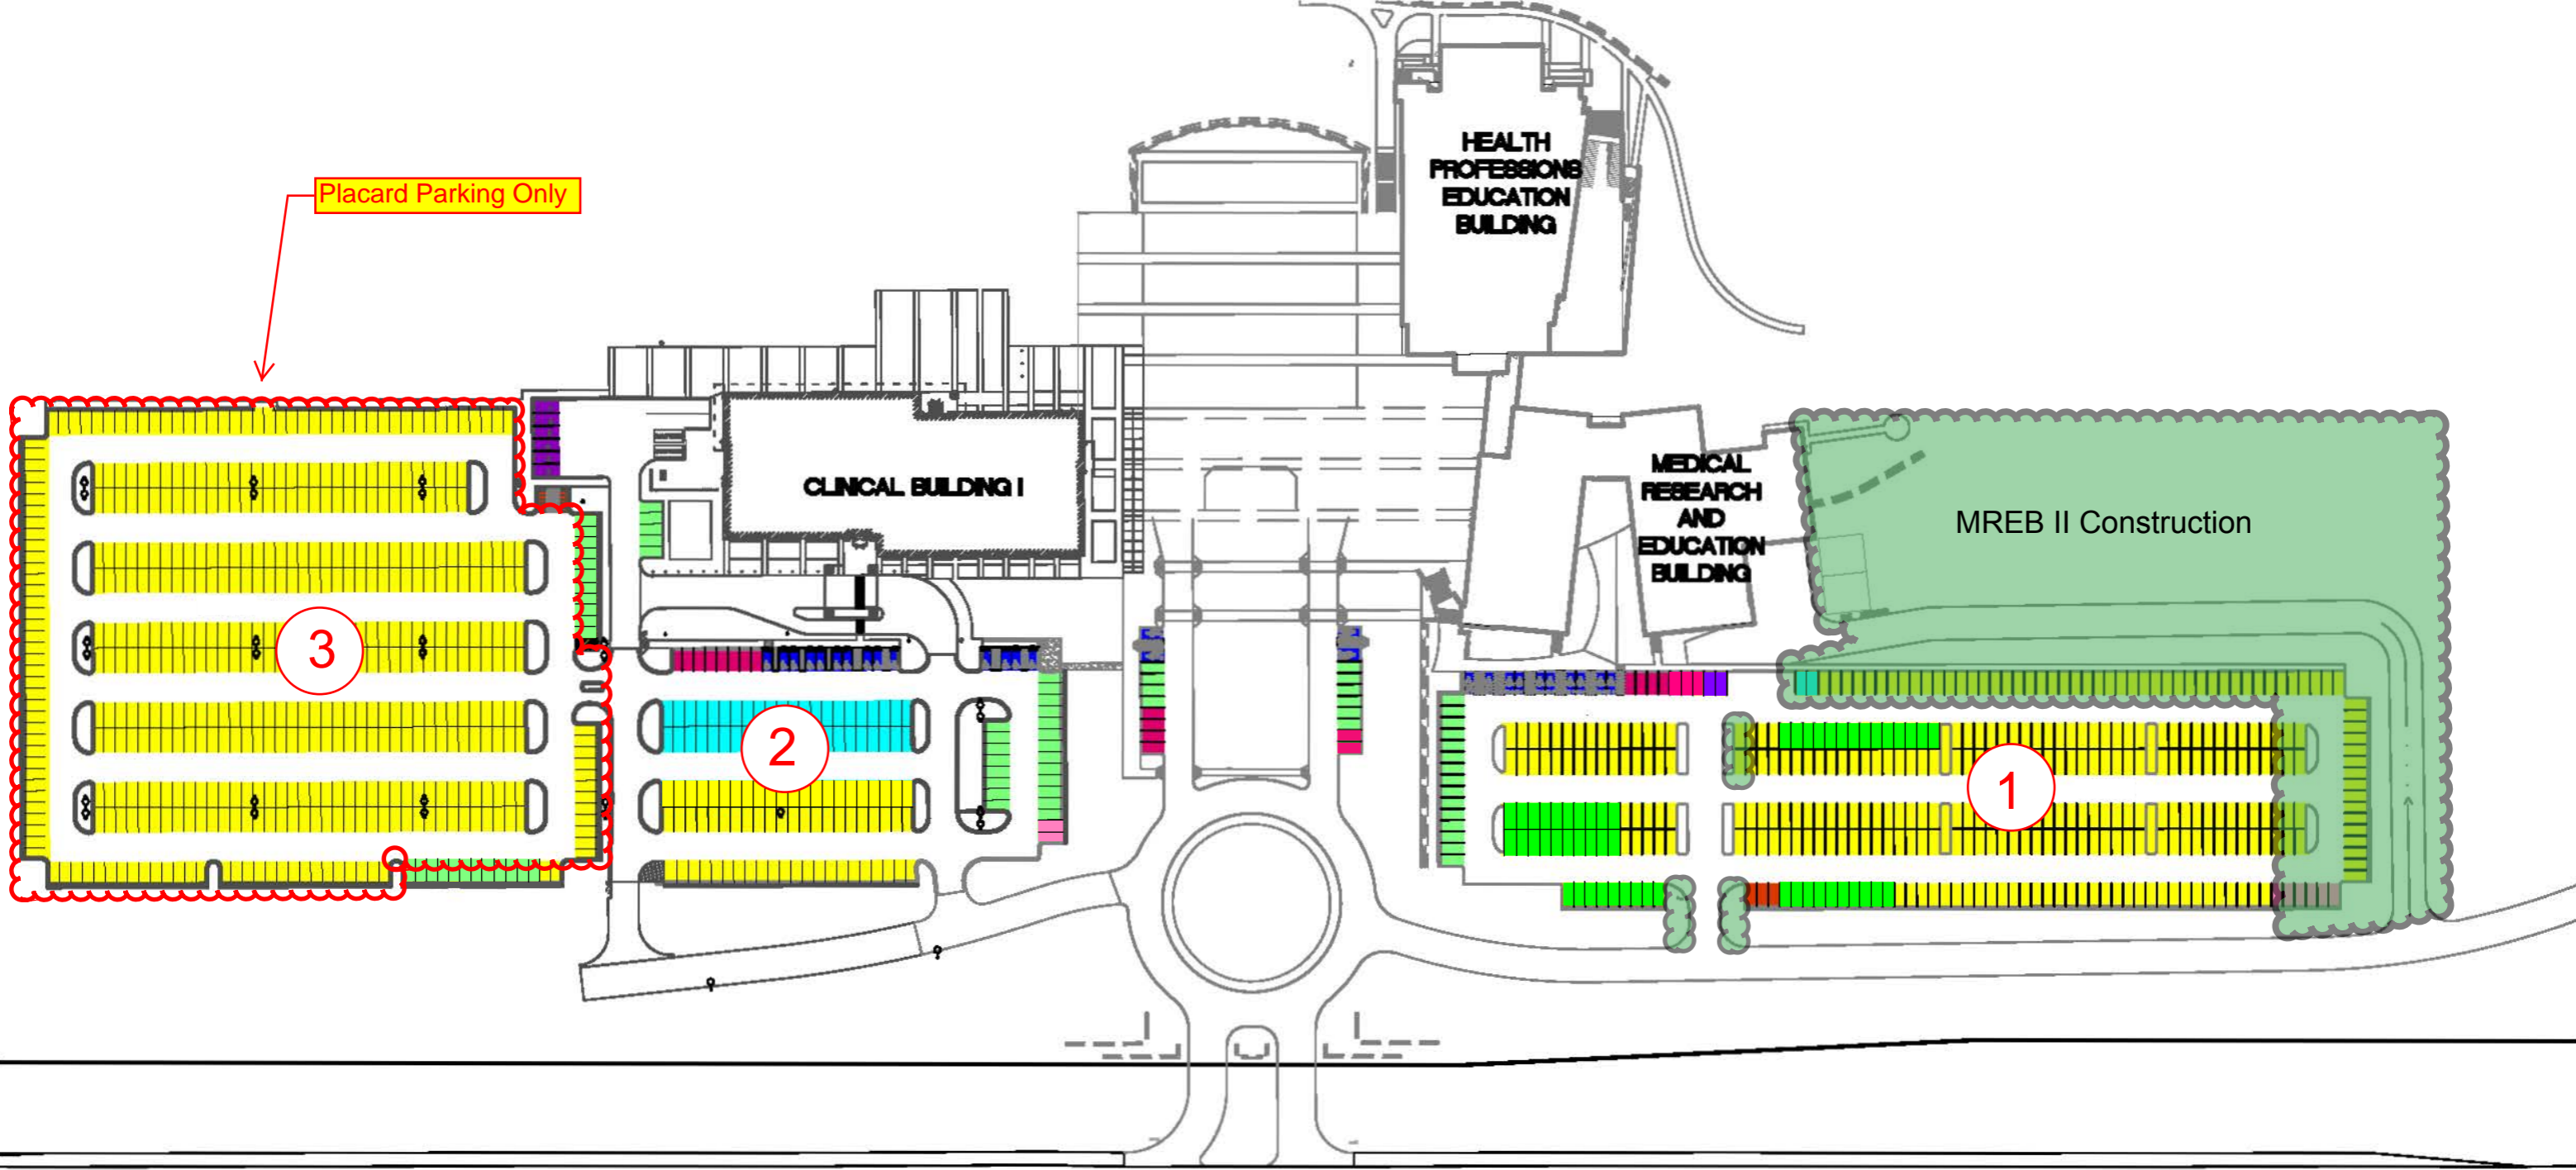 HEALTH
PROFESSIONS
EDUCATION
BUILDING
Placard Parking Only
CLINICAL BUILDING I
MEDICAL
RESEARCH
AND
EDUCATION
BUILDING
MREB II Construction
3
2
1